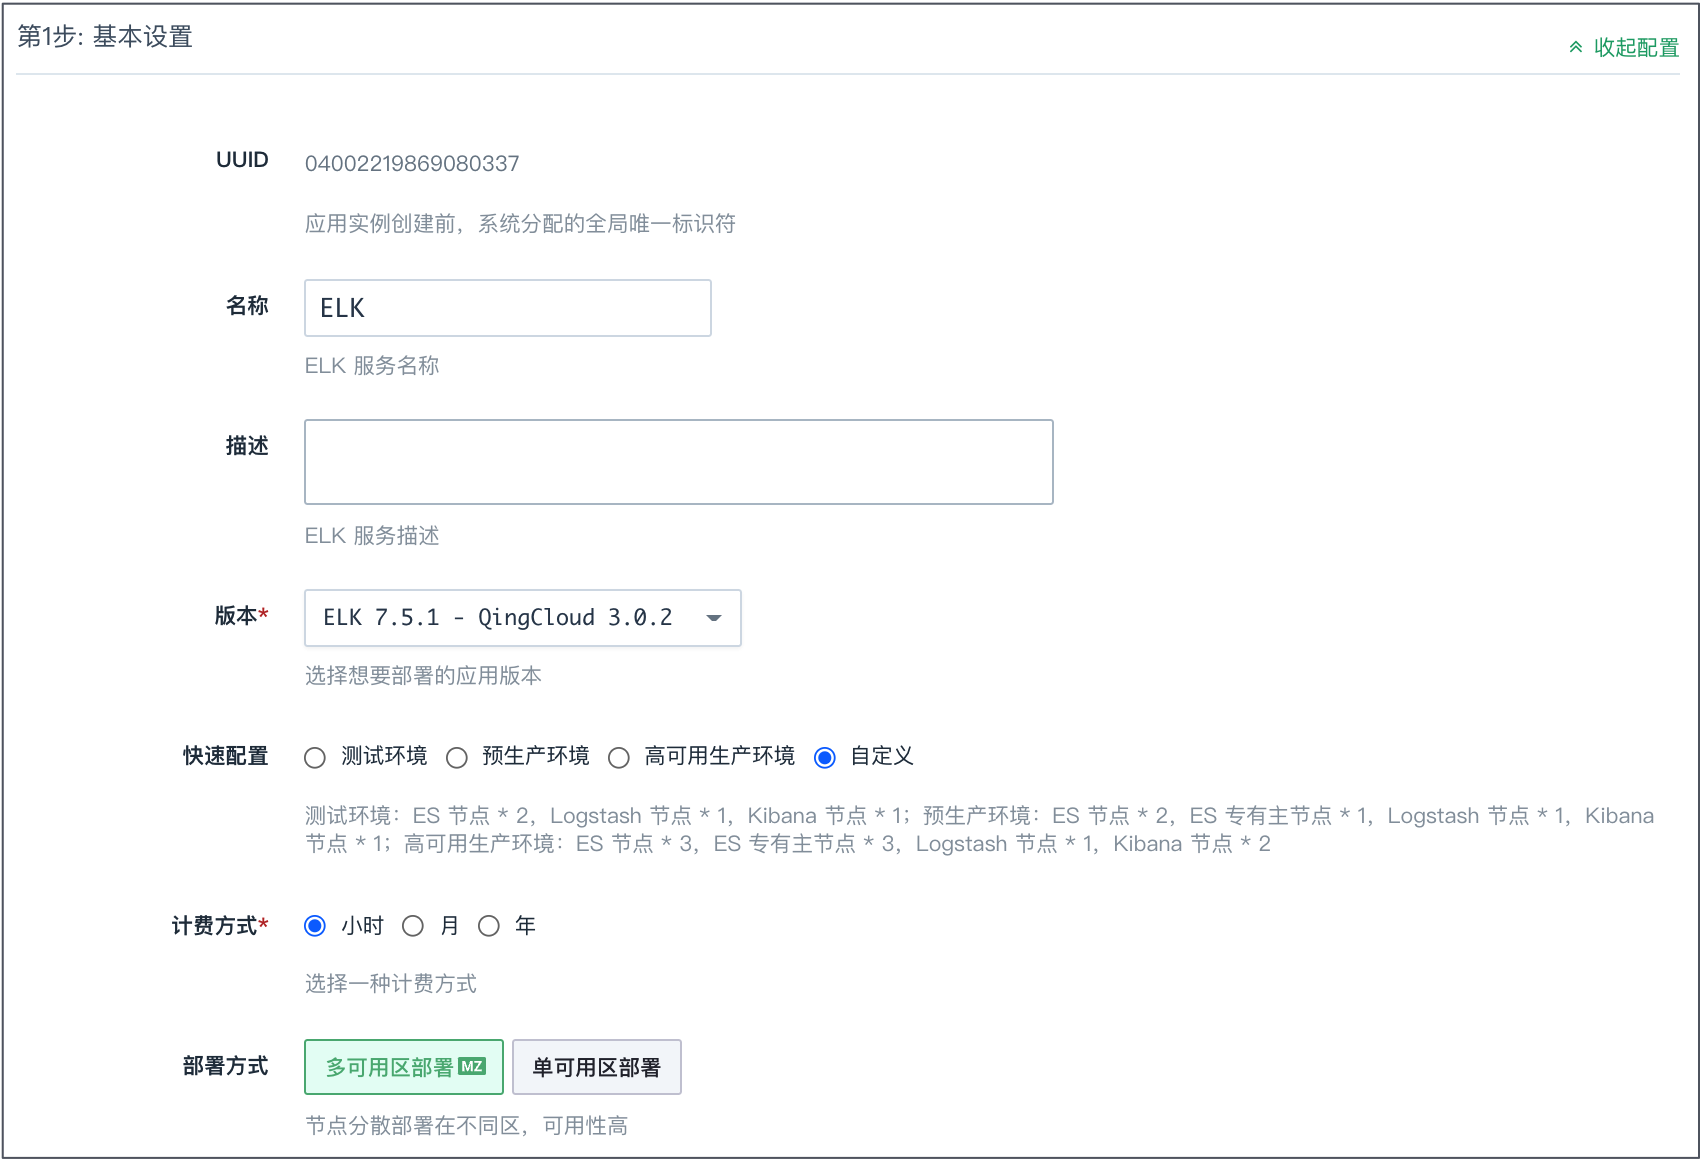 第1步: 基本设置
收起配置
UUID
04002219869080337
应用实例创建前，系统分配的全局唯一标识符
名称
ELK
ELK 服务名称
描述
ELK 服务描述
版本*
ELK 7.5.1 - QingCloud 3.0.2
选择想要部署的应用版本
快速配置 测试环境 预生产环境 高可用生产环境 自定义
测试环境：ES 节点 * 2，Logstash 节点 * 1，Kibana 节点 * 1；预生产环境：ES 节点 * 2，ES 专有主节点 * 1，Logstash 节点 * 1，Kibana
节点 * 1；高可用生产环境：ES 节点 * 3，ES 专有主节点 * 3，Logstash 节点 * 1，Kibana 节点 * 2
计费方式* 小时 月 年
选择一种计费方式
部署方式 多可用区部署 MZ 单可用区部署
节点分散部署在不同区，可用性高